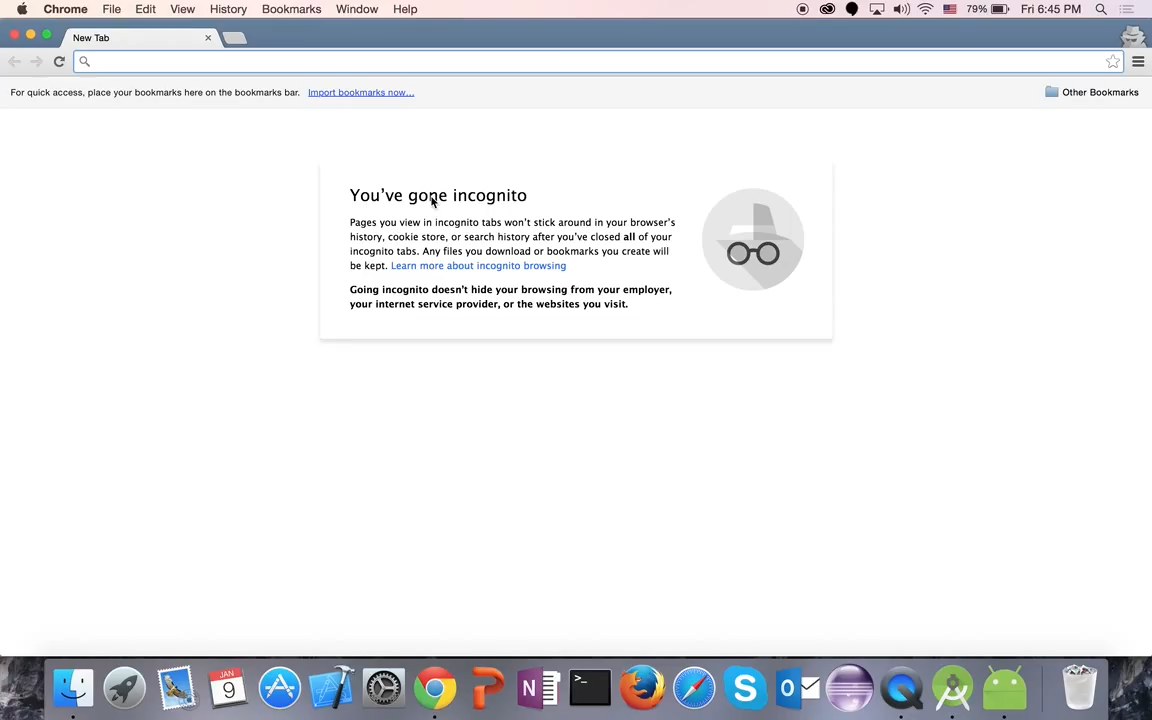 Chrome File Edit View History Bookmarks Window Help 79% Fri 6:45 PM
New Tab
For quick access, place your bookmarks here on the bookmarks bar. Import bookmarks now... Other Bookmarks
You've gone incognito
Pages you view in incognito tabs won't stick around in your browser's
history, cookie store, or search history after you've closed all of your
incognito tabs. Any files you download or bookmarks you create will
be kept. Learn more about incognito browsing
Going incognito doesn't hide your browsing from your employer,
your internet service provider, or the websites you visit.
JAN
9